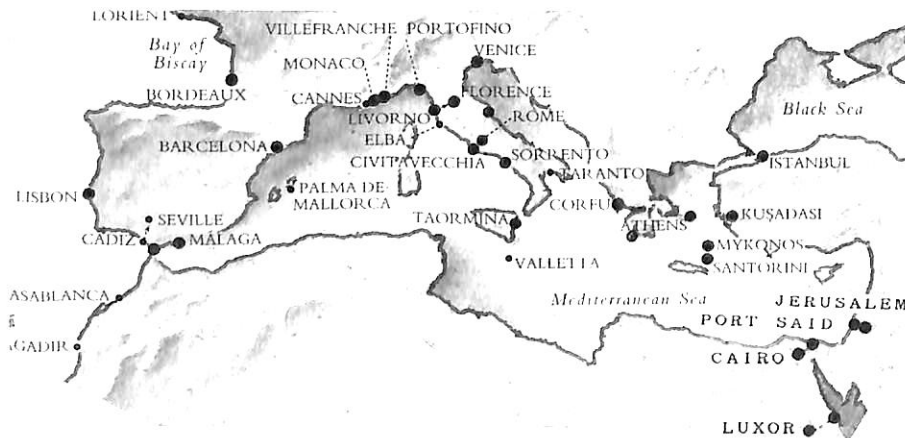 LORIENT
VILLEFRANCHE PORTOFINO
Bay of
Biscay
VENICE
MONACO
BORDEAUX
CANNES
FLORENCE
Black Sea
LIVORNO
ROME
ELBA
BARCELONA
CIVITAVECCHIA
SORRENTO
ISTANBUL
TARANTO
LISBON
PALMA DE
MALLORCA
CORFU
SEVILLE
TAORMINA
ATHENS
KUŞADASI
CADIZ
MÁLAGA
MYKONOS
VALLETTA
SANTORINI
ASABLANCA
Mediterranean Sea
JERUSALEM
PORT SAID
GADIR
CAIRO
LUXOR